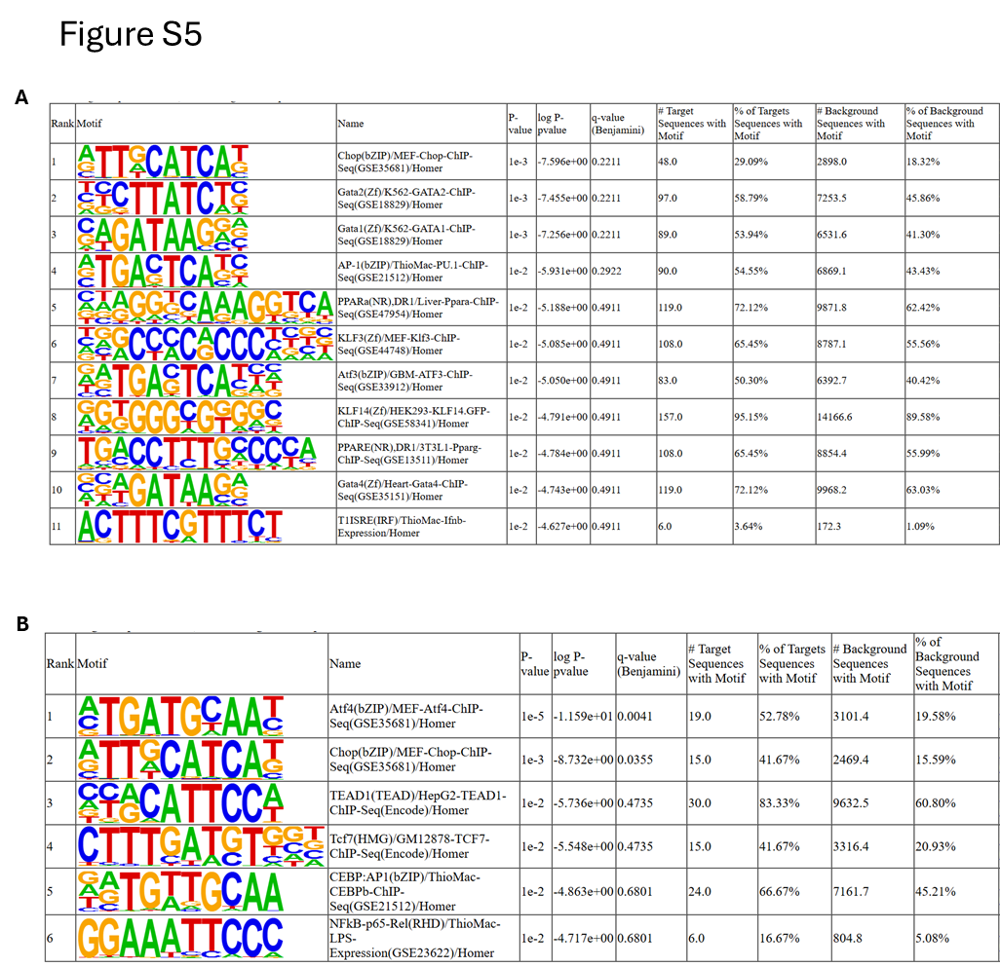 Figure S5
A
Rank Motif Name P-value log P-pvalue q-value (Benjamini) # Target Sequences with Motif % of Targets Sequences with Motif # Background Sequences with Motif % of Background Sequences with Motif
1 Chop(bZIP)/MEF-Chop-ChIP-Seq(GSE35681)/Homer 1e-3 -7.596e+00 0.2211 48.0 29.09% 2898.0 18.32%
2 Gata2(Zf)/K562-GATA2-ChIP-Seq(GSE18829)/Homer 1e-3 -7.455e+00 0.2211 97.0 58.79% 7253.5 45.86%
3 Gata1(Zf)/K562-GATA1-ChIP-Seq(GSE18829)/Homer 1e-3 -7.256e+00 0.2211 89.0 53.94% 6531.6 41.30%
4 AP-1(bZIP)/ThioMac-PU.1-ChIP-Seq(GSE21512)/Homer 1e-2 -5.931e+00 0.2922 90.0 54.55% 6869.1 43.43%
5 PPARa(NR),DR1/Liver-Ppara-ChIP-Seq(GSE47954)/Homer 1e-2 -5.188e+00 0.4911 119.0 72.12% 9871.8 62.42%
6 KLF3(Zf)/MEF-Klf3-ChIP-Seq(GSE44748)/Homer 1e-2 -5.085e+00 0.4911 108.0 65.45% 8787.1 55.56%
7 Atf3(bZIP)/GBM-ATF3-ChIP-Seq(GSE33912)/Homer 1e-2 -5.050e+00 0.4911 83.0 50.30% 6392.7 40.42%
8 KLF14(Zf)/HEK293-KLF14.GFP-ChIP-Seq(GSE58341)/Homer 1e-2 -4.791e+00 0.4911 157.0 95.15% 14166.6 89.58%
9 PPARE(NR),DR1/3T3L1-Pparg-ChIP-Seq(GSE13511)/Homer 1e-2 -4.784e+00 0.4911 108.0 65.45% 8854.4 55.99%
10 Gata4(Zf)/Heart-Gata4-ChIP-Seq(GSE35151)/Homer 1e-2 -4.743e+00 0.4911 119.0 72.12% 9968.2 63.03%
11 T1ISRE(IRF)/ThioMac-Ifnb-Expression/Homer 1e-2 -4.627e+00 0.4911 6.0 3.64% 172.3 1.09%
B
Rank Motif Name P-value log P-pvalue q-value (Benjamini) # Target Sequences with Motif % of Targets Sequences with Motif # Background Sequences with Motif % of Background Sequences with Motif
1 Atf4(bZIP)/MEF-Atf4-ChIP-Seq(GSE35681)/Homer 1e-5 -1.159e+01 0.0041 19.0 52.78% 3101.4 19.58%
2 Chop(bZIP)/MEF-Chop-ChIP-Seq(GSE35681)/Homer 1e-3 -8.732e+00 0.0355 15.0 41.67% 2469.4 15.59%
3 TEAD1(TEAD)/HepG2-TEAD1-ChIP-Seq(Encode)/Homer 1e-2 -5.736e+00 0.4735 30.0 83.33% 9632.5 60.80%
4 Tcf7(HMG)/GM12878-TCF7-ChIP-Seq(Encode)/Homer 1e-2 -5.548e+00 0.4735 15.0 41.67% 3316.4 20.93%
5 CEBP:AP1(bZIP)/ThioMac-CEBPb-ChIP-Seq(GSE21512)/Homer 1e-2 -4.863e+00 0.6801 24.0 66.67% 7161.7 45.21%
6 NFkB-p65-Rel(RHD)/ThioMac-LPS-Expression(GSE23622)/Homer 1e-2 -4.717e+00 0.6801 6.0 16.67% 804.8 5.08%